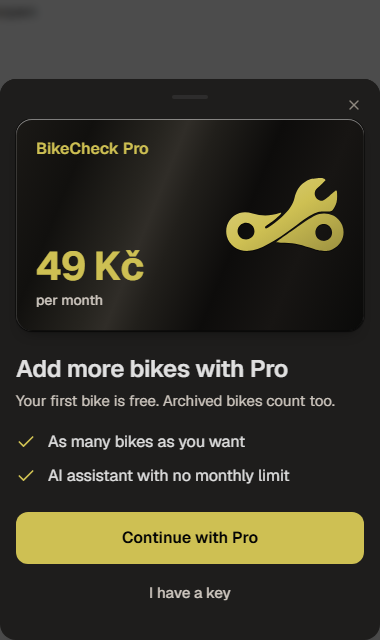 BikeCheck Pro
49 Kč
per month
Add more bikes with Pro
Your first bike is free. Archived bikes count too.
As many bikes as you want
AI assistant with no monthly limit
Continue with Pro
I have a key